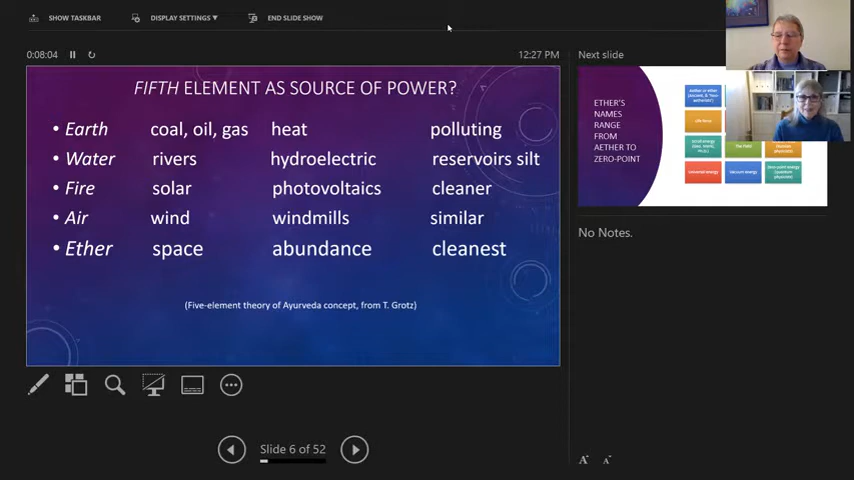 SHOW TASKBAR
DISPLAY SETTINGS ▼
END SLIDE SHOW
0:08:04
12:27 PM
FIFTH ELEMENT AS SOURCE OF POWER?
• Earth coal, oil, gas heat polluting
• Water rivers hydroelectric reservoirs silt
• Fire solar photovoltaics cleaner
• Air wind windmills similar
• Ether space abundance cleanest
(Five-element theory of Ayurveda concept, from T. Grotz)
Slide 6 of 52
Next slide
ETHER'S
NAMES
RANGE
FROM
AETHER TO
ZERO-POINT
Life force
The Field
Universal energy
Vacuum energy
No Notes.
A A